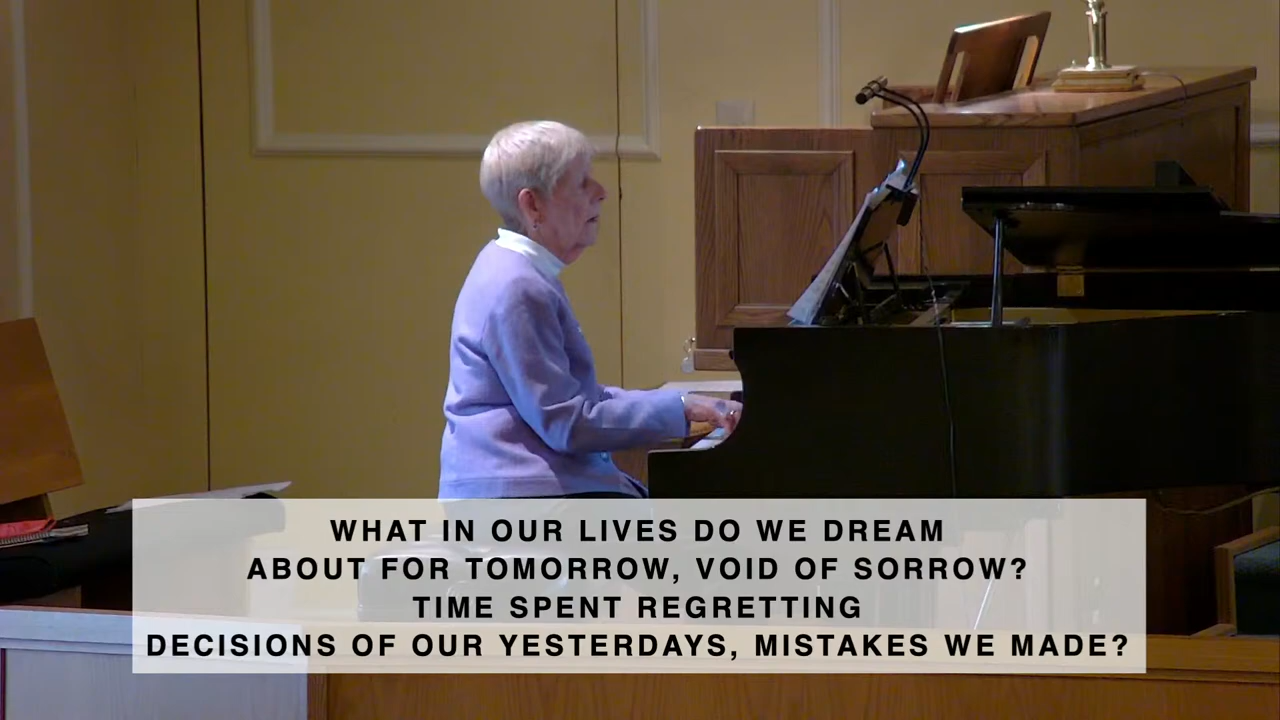 WHAT IN OUR LIVES DO WE DREAM
ABOUT FOR TOMORROW, VOID OF SORROW?
TIME SPENT REGRETTING
DECISIONS OF OUR YESTERDAYS, MISTAKES WE MADE?